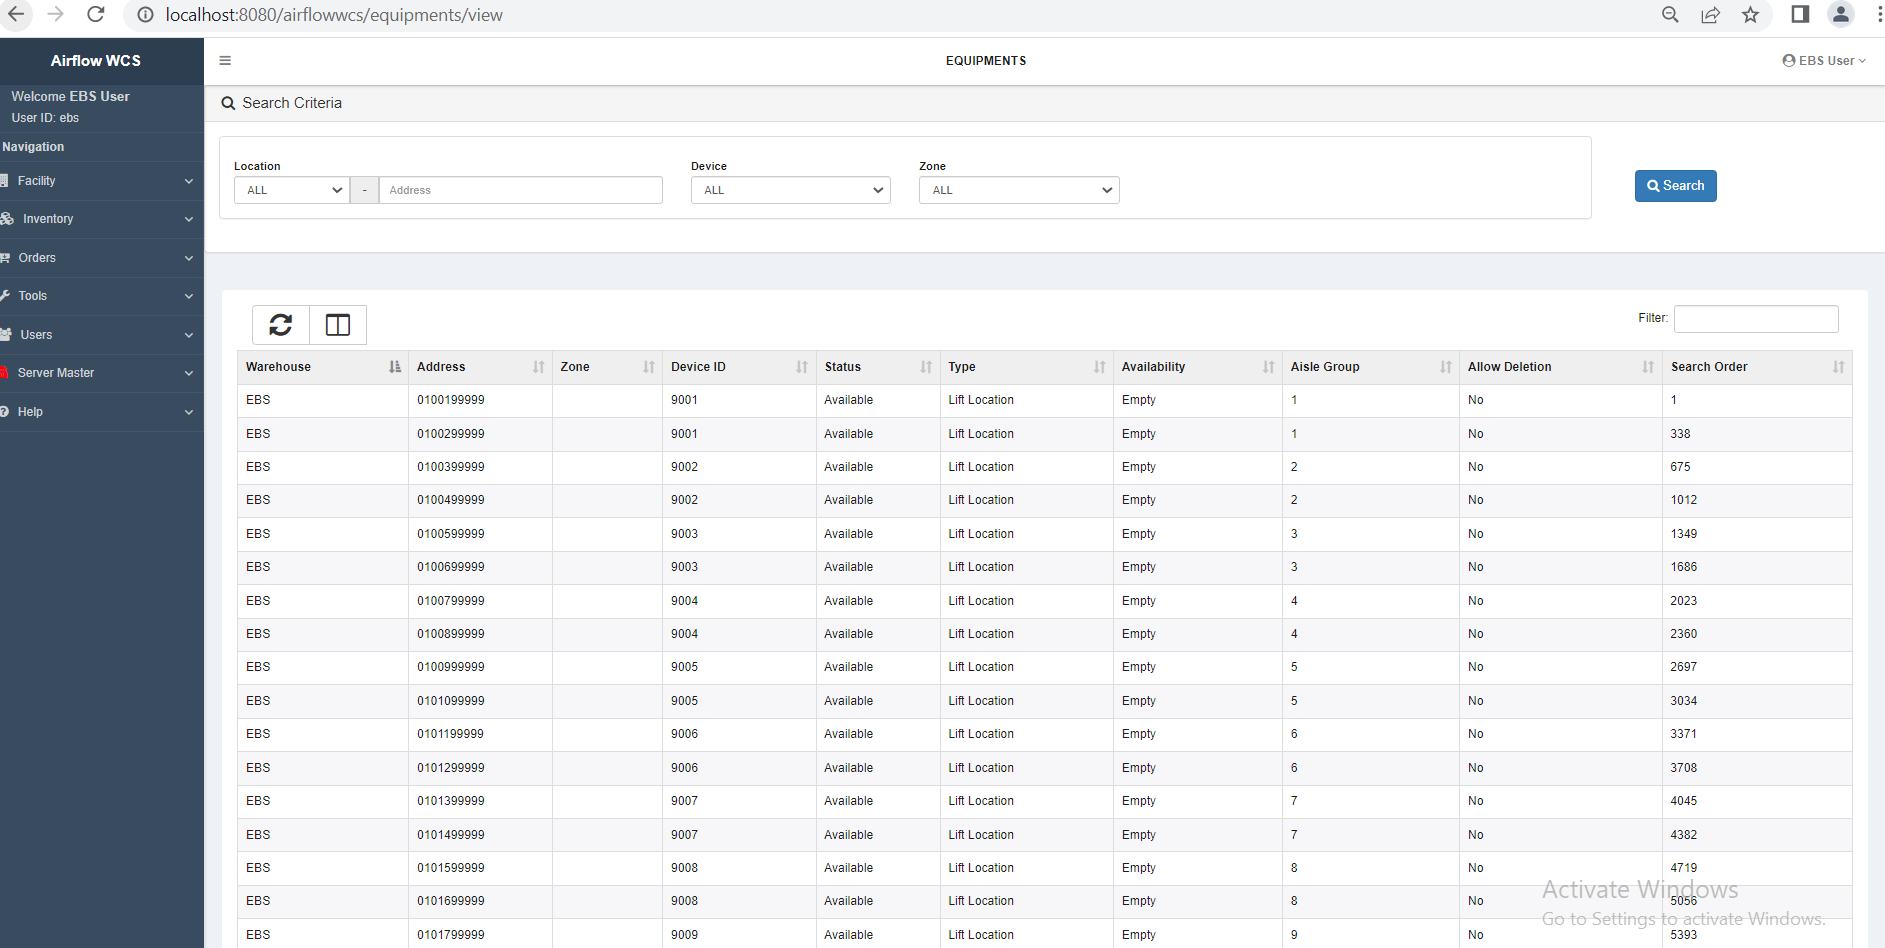 localhost:8080/airflowwcs/equipments/view
Airflow WCS
EQUIPMENTS
EBS User
Welcome EBS User
User ID: ebs
Navigation
Facility
Inventory
Orders
Tools
Users
Server Master
Help
Search Criteria
Location Device Zone
ALL - Address ALL ALL Search
Filter:
Warehouse Address Zone Device ID Status Type Availability Aisle Group Allow Deletion Search Order
EBS 0100199999 9001 Available Lift Location Empty 1 No 1
EBS 0100299999 9001 Available Lift Location Empty 1 No 338
EBS 0100399999 9002 Available Lift Location Empty 2 No 675
EBS 0100499999 9002 Available Lift Location Empty 2 No 1012
EBS 0100599999 9003 Available Lift Location Empty 3 No 1349
EBS 0100699999 9003 Available Lift Location Empty 3 No 1686
EBS 0100799999 9004 Available Lift Location Empty 4 No 2023
EBS 0100899999 9004 Available Lift Location Empty 4 No 2360
EBS 0100999999 9005 Available Lift Location Empty 5 No 2697
EBS 0101099999 9005 Available Lift Location Empty 5 No 3034
EBS 0101199999 9006 Available Lift Location Empty 6 No 3371
EBS 0101299999 9006 Available Lift Location Empty 6 No 3708
EBS 0101399999 9007 Available Lift Location Empty 7 No 4045
EBS 0101499999 9007 Available Lift Location Empty 7 No 4382
EBS 0101599999 9008 Available Lift Location Empty 8 No 4719
EBS 0101699999 9008 Available Lift Location Empty 8 No 5056
EBS 0101799999 9009 Available Lift Location Empty 9 No 5393
Activate Windows
Go to Settings to activate Windows.